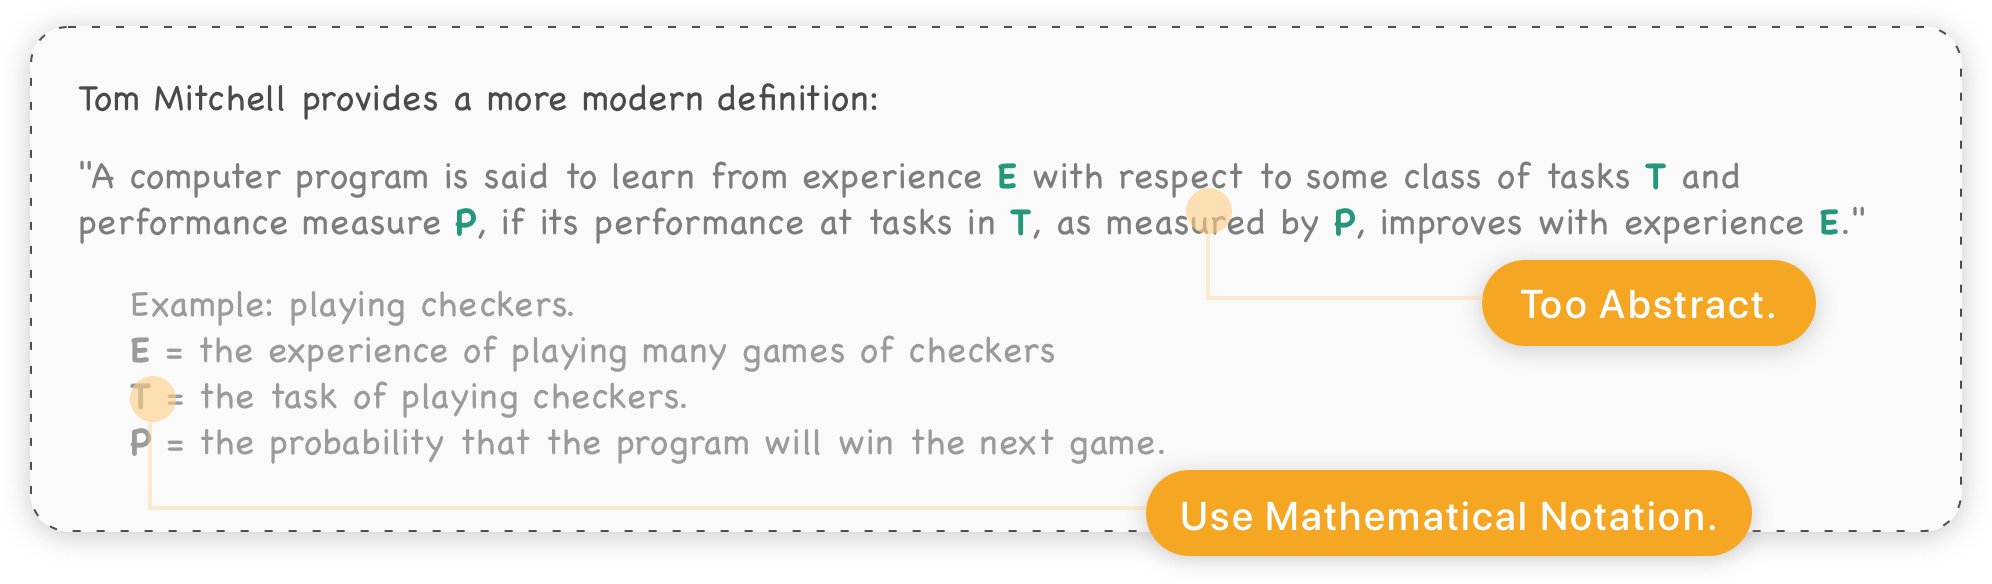 Tom Mitchell provides a more modern definition:
"A computer program is said to learn from experience E with respect to some class of tasks T and
performance measure P, if its performance at tasks in T, as measured by P, improves with experience E."
Too Abstract.
Example: playing checkers.
E = the experience of playing many games of checkers
T = the task of playing checkers.
P = the probability that the program will win the next game.
Use Mathematical Notation.